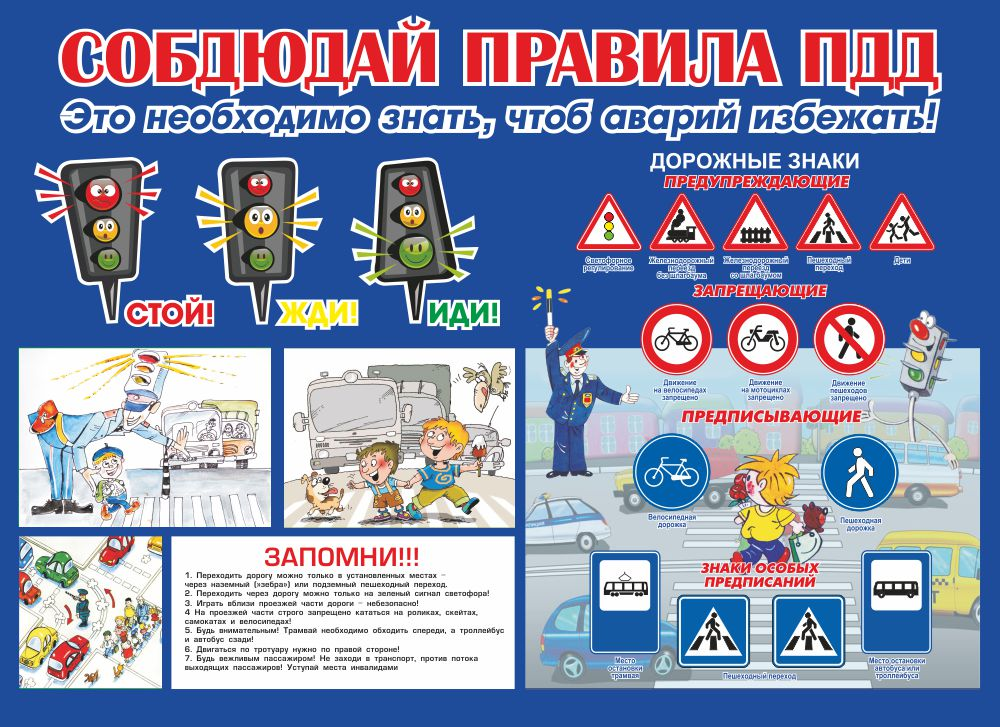 СОБДЮДАЙ ПРАВИЛА ПДД
Это необходимо знать, чтоб аварий избежать!
СТОЙ!
ЖДИ!
ИДИ!
ДОРОЖНЫЕ ЗНАКИ
ПРЕДУПРЕЖДАЮЩИЕ
Светофорное
регулирование
Железнодорожный
переезд
без шлагбаума
Железнодорожный
переезд
со шлагбаумом
Пешеходный
переход
Дети
ЗАПРЕЩАЮЩИЕ
Движение
на велосипедах
запрещено
Движение
на мотоциклах
запрещено
Движение
пешеходов
запрещено
ПРЕДПИСЫВАЮЩИЕ
Велосипедная
дорожка
Пешеходная
дорожка
ЗНАКИ ОСОБЫХ
ПРЕДПИСАНИЙ
Место
остановки
трамвая
Пешеходный переход
Место остановки
автобуса или
троллейбуса
ЗАПОМНИ!!!
1. Переходить дорогу можно только в установленных местах –
через наземный («зебра») или подземный пешеходный переход.
2. Переходить через дорогу можно только на зеленый сигнал светофора!
3. Играть вблизи проезжей части дороги – небезопасно!
4 На проезжей части строго запрещено кататься на роликах, скейтах,
самокатах и велосипедах!
5. Будь внимательным! Трамвай необходимо обходить спереди, а троллейбус
и автобус сзади!
6. Двигаться по тротуару нужно по правой стороне!
7. Будь вежливым пассажиром! Не заходи в транспорт, против потока
выходящих пассажиров! Уступай места инвалидами